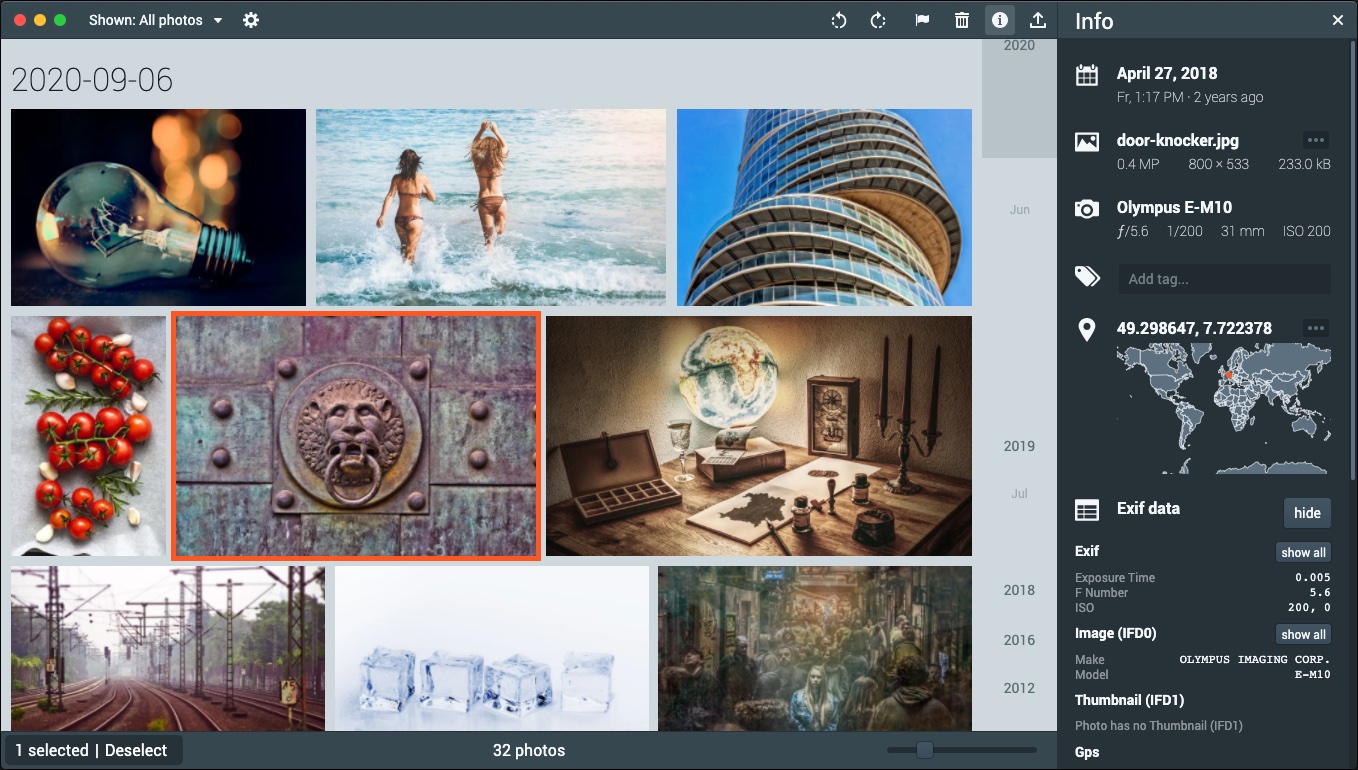 Shown: All photos
2020-09-06
2020
Jun
2019
Jul
2018
2016
2012
1 selected | Deselect
32 photos
Info
April 27, 2018
Fr, 1:17 PM · 2 years ago
door-knocker.jpg
0.4 MP 800 × 533 233.0 kB
Olympus E-M10
ƒ/5.6 1/200 31 mm ISO 200
Add tag...
49.298647, 7.722378
Exif data hide
Exif show all
Exposure Time 0.005
F Number 5.6
ISO 200, 0
Image (IFD0) show all
Make OLYMPUS IMAGING CORP.
Model E-M10
Thumbnail (IFD1)
Photo has no Thumbnail (IFD1)
Gps